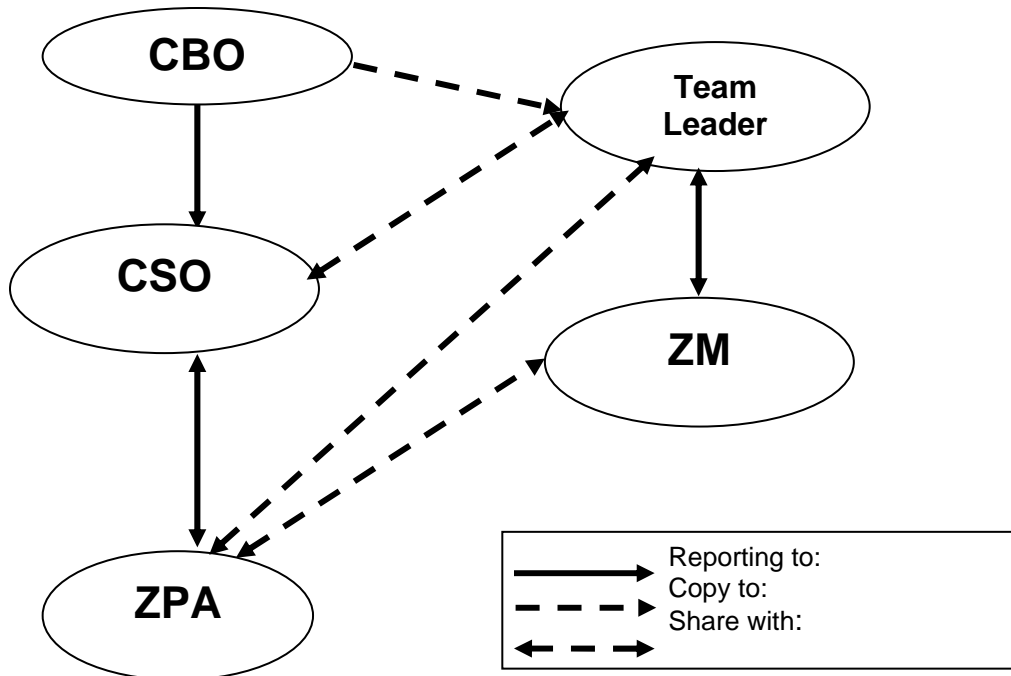 CBO
Team
Leader
CSO
ZM
ZPA
Reporting to:
Copy to:
Share with: